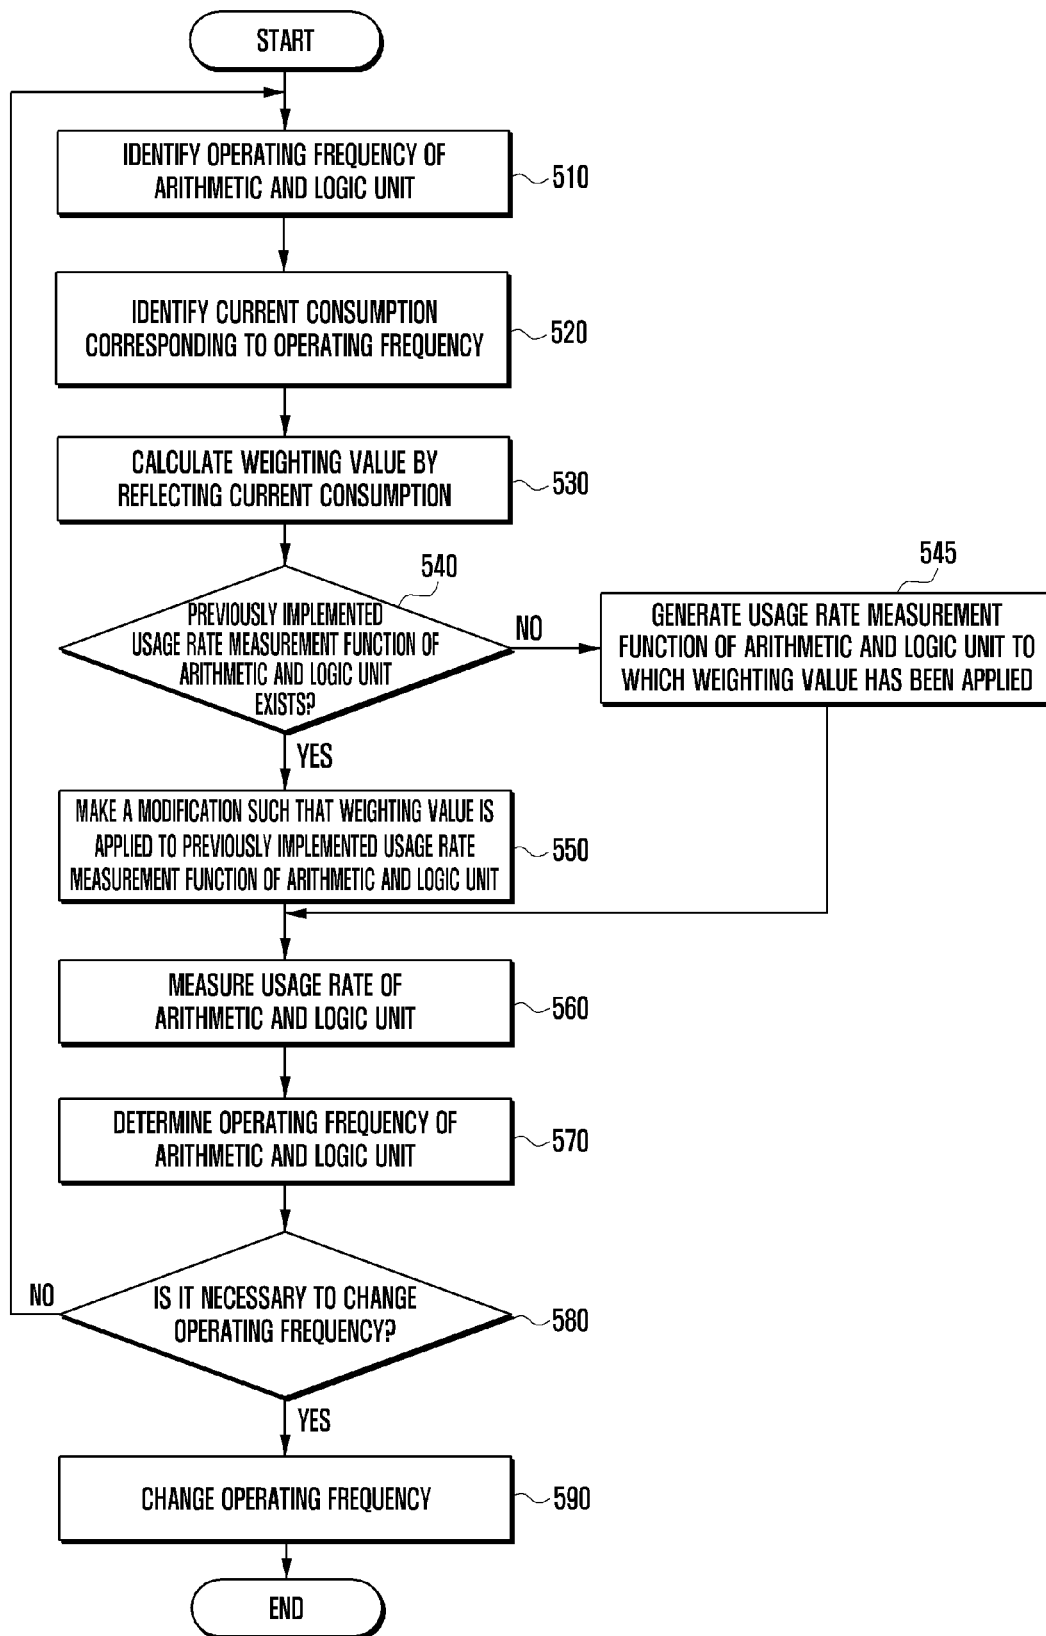 START
IDENTIFY OPERATING FREQUENCY OF
ARITHMETIC AND LOGIC UNIT
510
IDENTIFY CURRENT CONSUMPTION
CORRESPONDING TO OPERATING FREQUENCY
520
CALCULATE WEIGHTING VALUE BY
REFLECTING CURRENT CONSUMPTION
530
540
PREVIOUSLY IMPLEMENTED
USAGE RATE MEASUREMENT FUNCTION OF
ARITHMETIC AND LOGIC UNIT
EXISTS?
NO
545
GENERATE USAGE RATE MEASUREMENT
FUNCTION OF ARITHMETIC AND LOGIC UNIT TO
WHICH WEIGHTING VALUE HAS BEEN APPLIED
YES
MAKE A MODIFICATION SUCH THAT WEIGHTING VALUE IS
APPLIED TO PREVIOUSLY IMPLEMENTED USAGE RATE
MEASUREMENT FUNCTION OF ARITHMETIC AND LOGIC UNIT
550
MEASURE USAGE RATE OF
ARITHMETIC AND LOGIC UNIT
560
DETERMINE OPERATING FREQUENCY OF
ARITHMETIC AND LOGIC UNIT
570
NO
IS IT NECESSARY TO CHANGE
OPERATING FREQUENCY?
580
YES
CHANGE OPERATING FREQUENCY
590
END